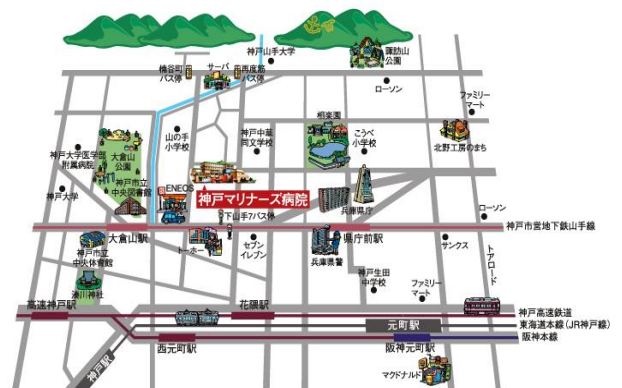 神戸山手大学
諏訪山
公園
楠谷町
バス停
サーパ
再度筋
バス停
ローソン
ファミリー
マート
山の手
小学校
神戸中華
同文学校
相楽園
こうべ
小学校
北野工房のまち
神戸大学医学部
附属病院
大倉山
公園
神戸大学
神戸市立
中央図書館
ENEOS
神戸マリナーズ病院
兵庫県庁
下山手7バス停
ローソン
神戸市営地下鉄山手線
大倉山駅
県庁前駅
神戸市立
中央体育館
トーホー
セブン
イレブン
兵庫県警
サンクス
トアロード
湊川神社
神戸生田
中学校
ファミリー
マート
高速神戸駅
花隈駅
神戸高速鉄道
元町駅
東海道本線(JR神戸線)
阪神本線
西元町駅
阪神元町駅
神戸駅
マクドナルド